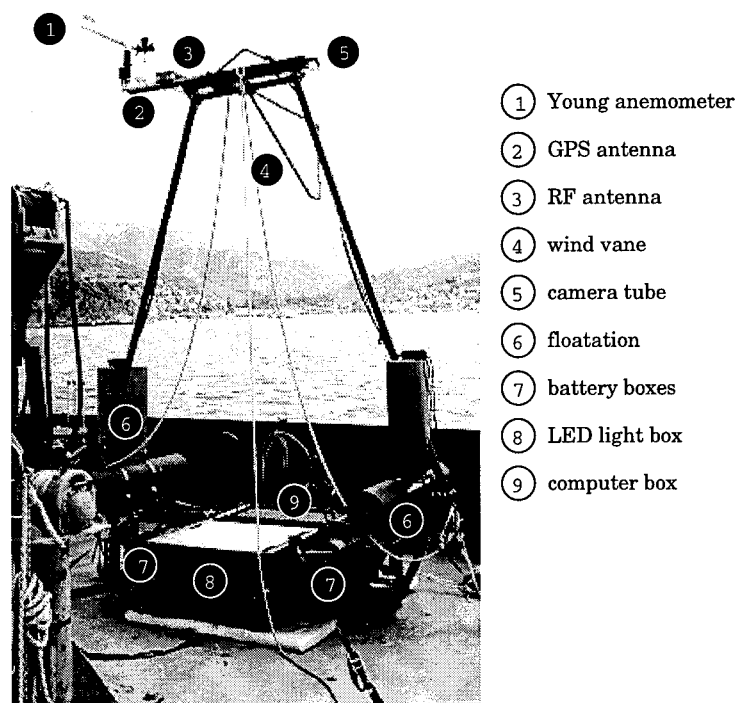 1
3
5
2
4
6
9
6
7
8
7
1 Young anemometer
2 GPS antenna
3 RF antenna
4 wind vane
5 camera tube
6 floatation
7 battery boxes
8 LED light box
9 computer box